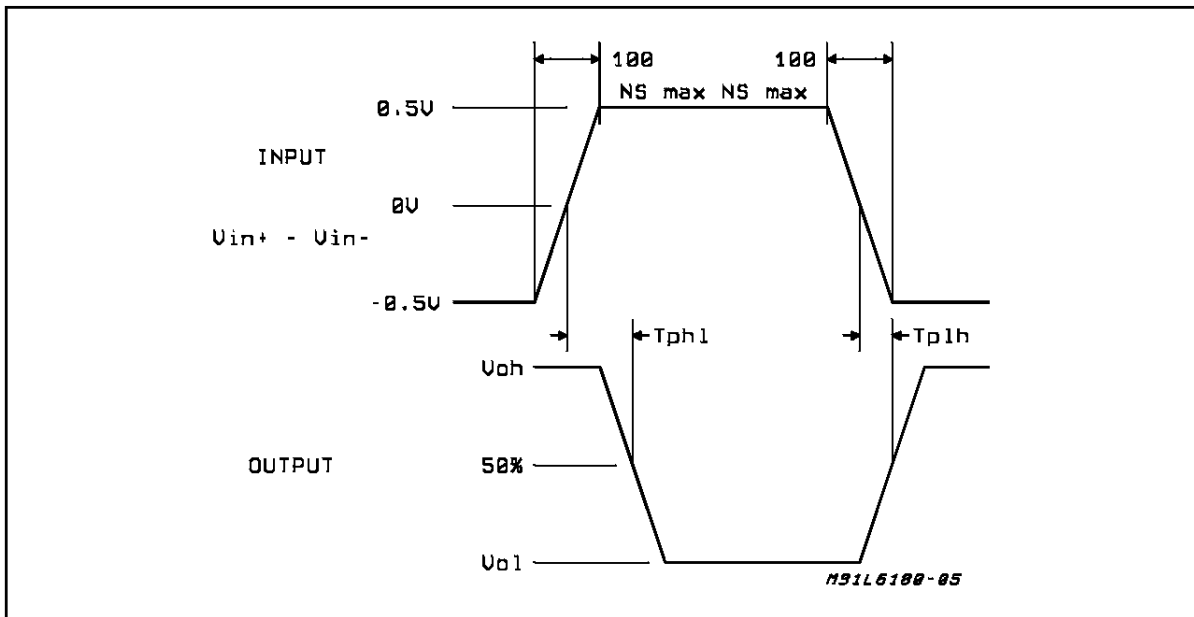 100 100
NS max NS max
0.5V
INPUT
0V
Vin+ - Vin-
-0.5V
Tphl Tplh
Voh
OUTPUT 50%
Vol
M91L6180-05